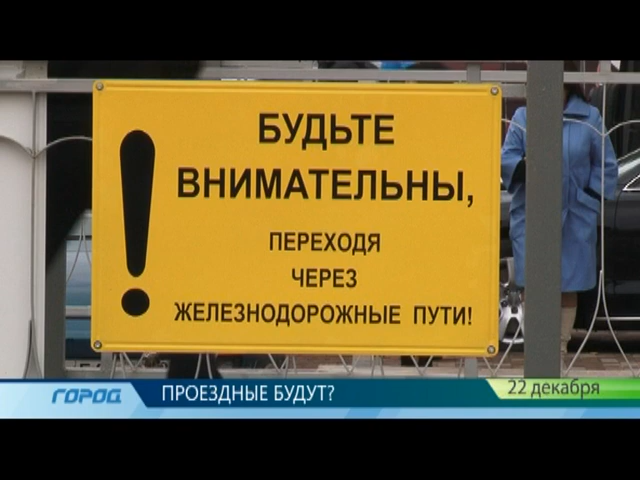 !
БУДЬТЕ
ВНИМАТЕЛЬНЫ,
ПЕРЕХОДЯ
ЧЕРЕЗ
ЖЕЛЕЗНОДОРОЖНЫЕ ПУТИ!
ГОРОД ПРОЕЗДНЫЕ БУДУТ? 22 декабря